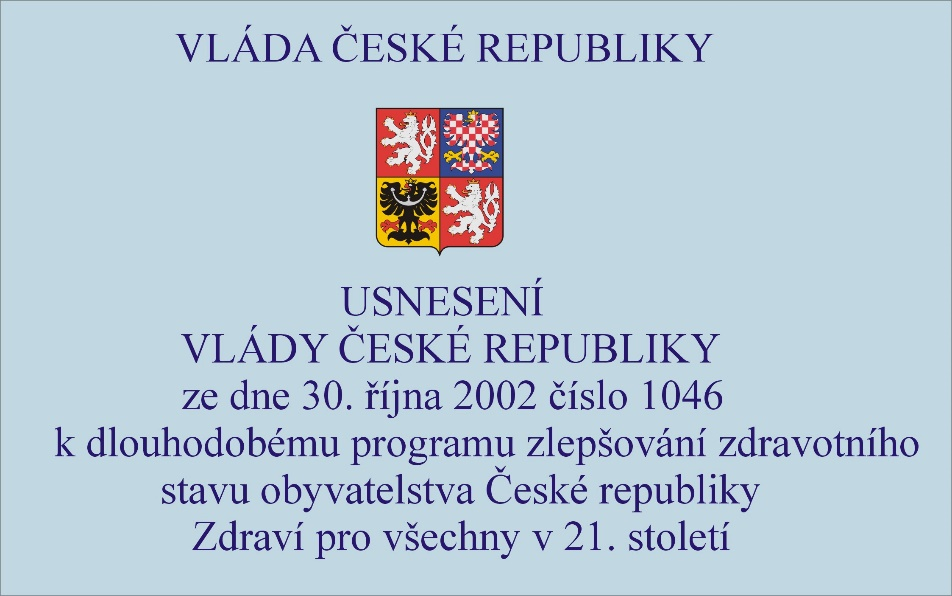 VLÁDA ČESKÉ REPUBLIKY
USNESENÍ
VLÁDY ČESKÉ REPUBLIKY
ze dne 30. října 2002 číslo 1046
k dlouhodobému programu zlepšování zdravotního
stavu obyvatelstva České republiky
Zdraví pro všechny v 21. století